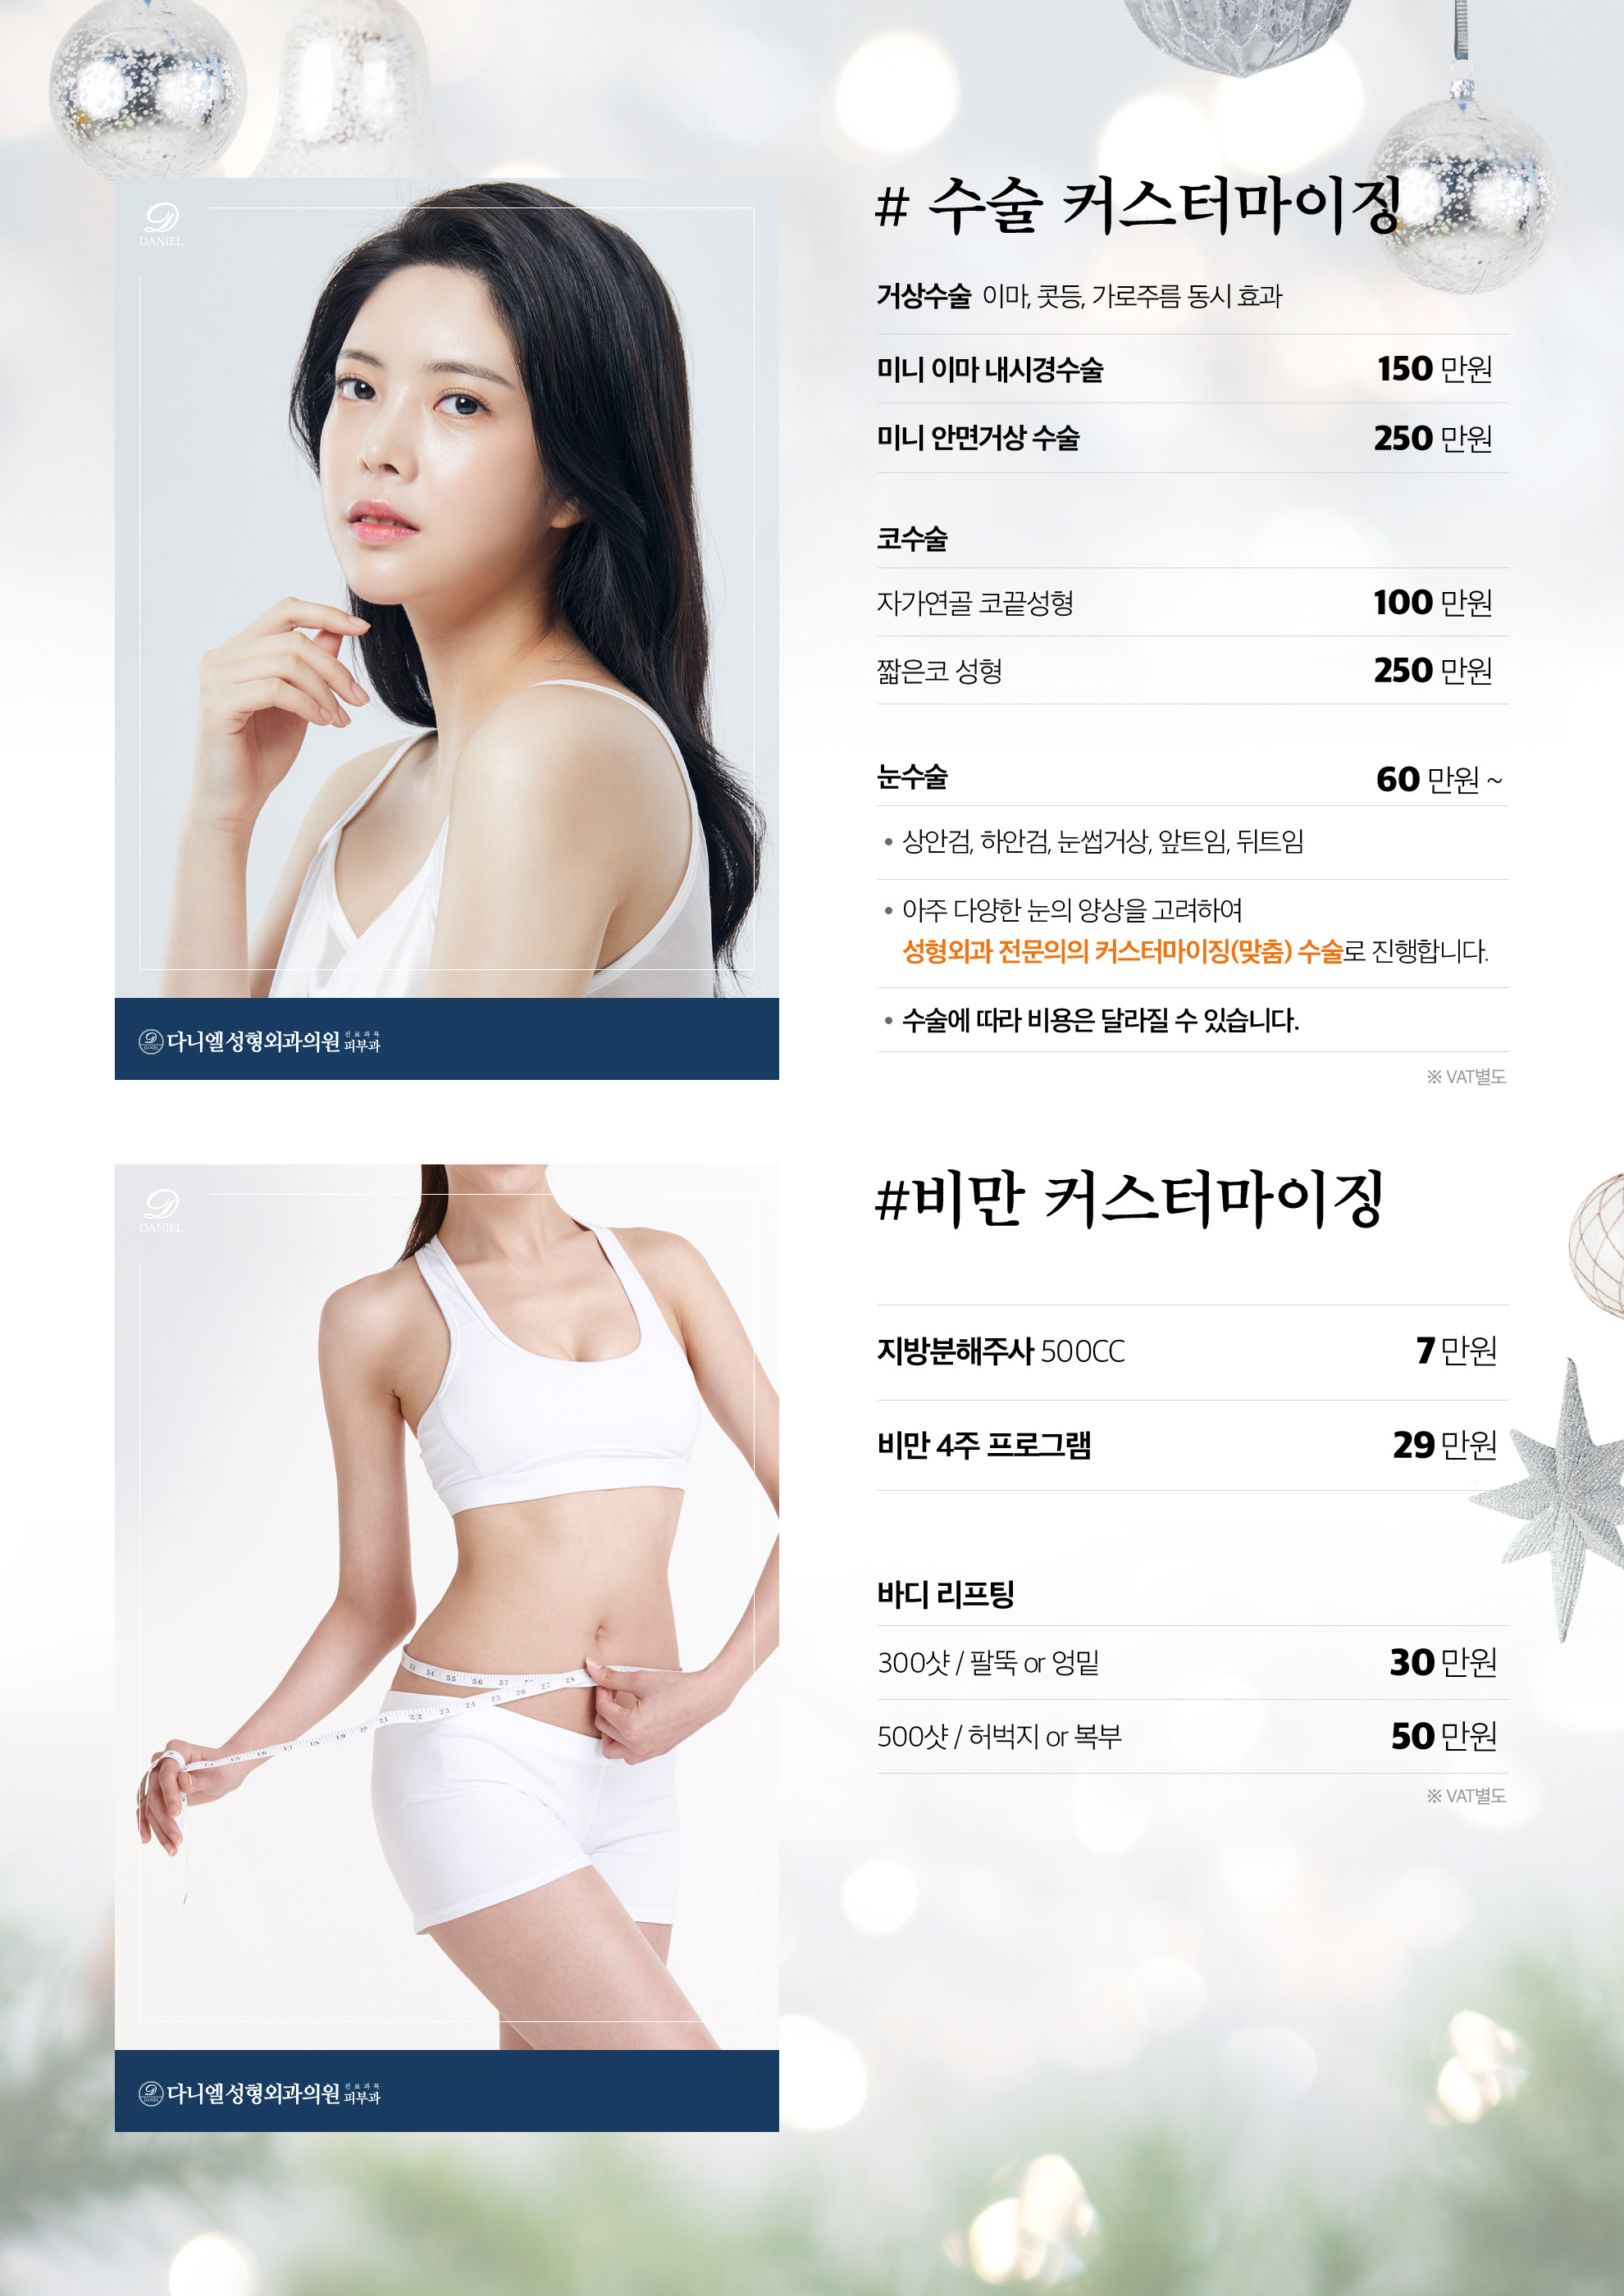 DANIEL
다니엘성형외과의원 진료과목 피부과
# 수술 커스터마이징
거상수술 이마, 콧등, 가로주름 동시 효과
미니 이마 내시경수술 150 만원
미니 안면거상 수술 250 만원
코수술
자가연골 코끝성형 100 만원
짧은코 성형 250 만원
눈수술 60 만원 ~
• 상안검, 하안검, 눈썹거상, 앞트임, 뒤트임
• 아주 다양한 눈의 양상을 고려하여
성형외과 전문의의 커스터마이징(맞춤) 수술로 진행합니다.
• 수술에 따라 비용은 달라질 수 있습니다.
※ VAT별도
DANIEL
다니엘성형외과의원 진료과목 피부과
#비만 커스터마이징
지방분해주사 500CC 7 만원
비만 4주 프로그램 29 만원
바디 리프팅
300샷 / 팔뚝 or 엉밑 30 만원
500샷 / 허벅지 or 복부 50 만원
※ VAT별도